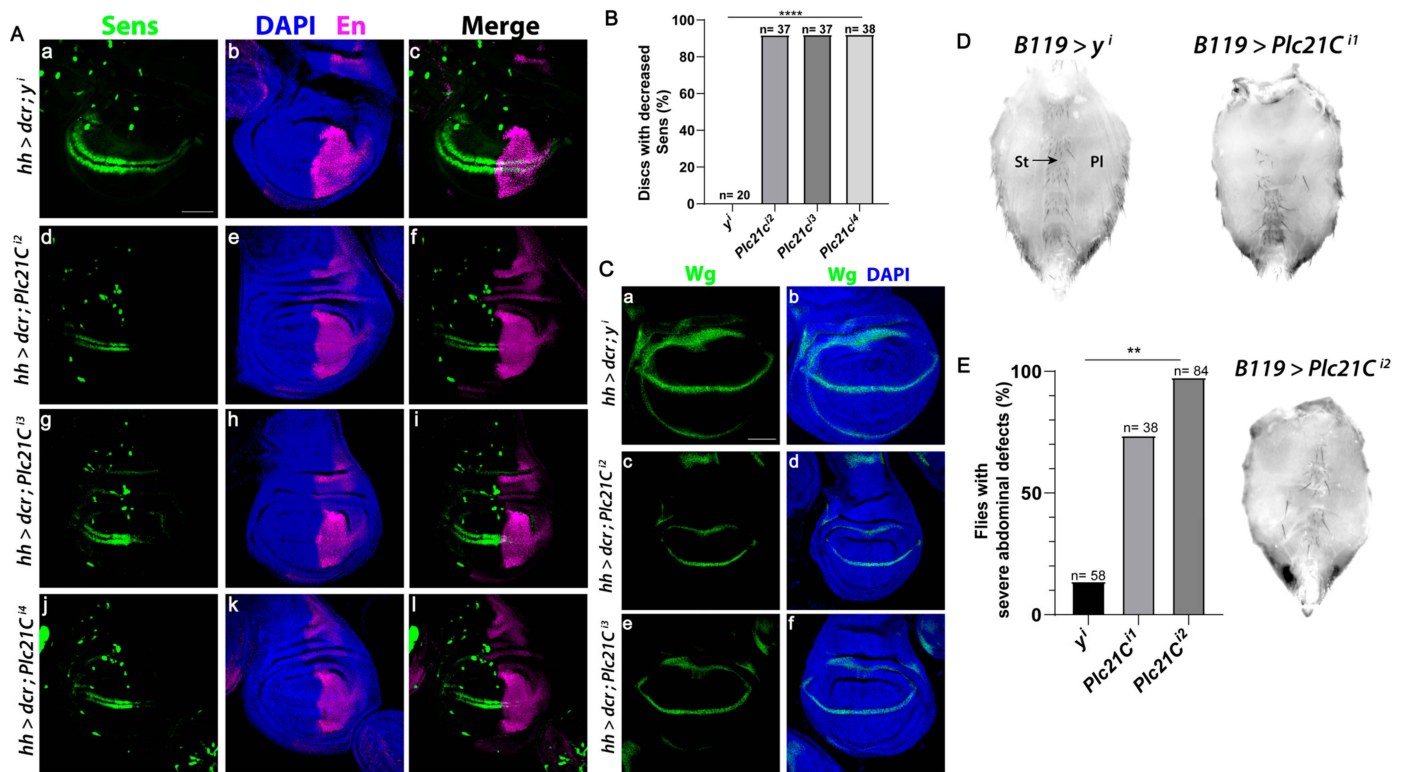 A
Sens
DAPI En
Merge
hh > dcr ; y i
a
b
c
hh > dcr ; Plc21C i2
d
e
f
hh > dcr ; Plc21C i3
g
h
i
hh > dcr ; Plc21C i4
j
k
l
B
Discs with decreased
Sens (%)
100
80
60
40
20
0
****
n= 20
n= 37
n= 37
n= 38
y i
Plc21c i2
Plc21c i3
Plc21c i4
C
Wg
Wg DAPI
hh > dcr ; y i
a
b
hh > dcr ; Plc21C i2
c
d
hh > dcr ; Plc21C i3
e
f
D
B119 > y i
B119 > Plc21C i1
St
Pl
E
Flies with
severe abdominal defects (%)
100
50
0
**
n= 58
n= 38
n= 84
y i
Plc21C i1
Plc21C i2
B119 > Plc21C i2